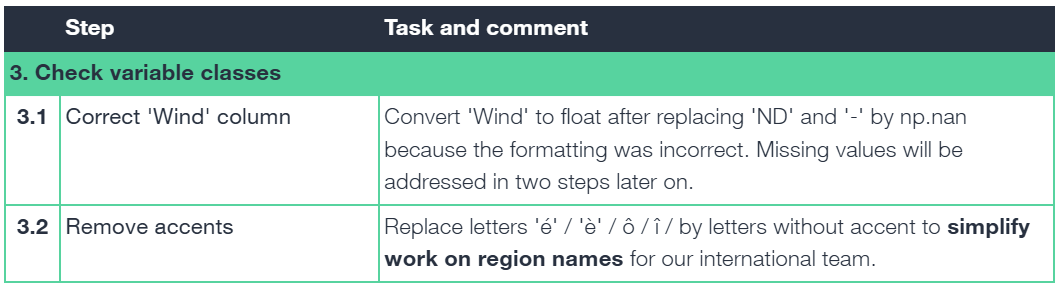 Step Task and comment
3. Check variable classes
3.1 Correct 'Wind' column Convert 'Wind' to float after replacing 'ND' and '-' by np.nan
because the formatting was incorrect. Missing values will be
addressed in two steps later on.
3.2 Remove accents Replace letters 'é' / 'è' / ô / î / by letters without accent to simplify
work on region names for our international team.